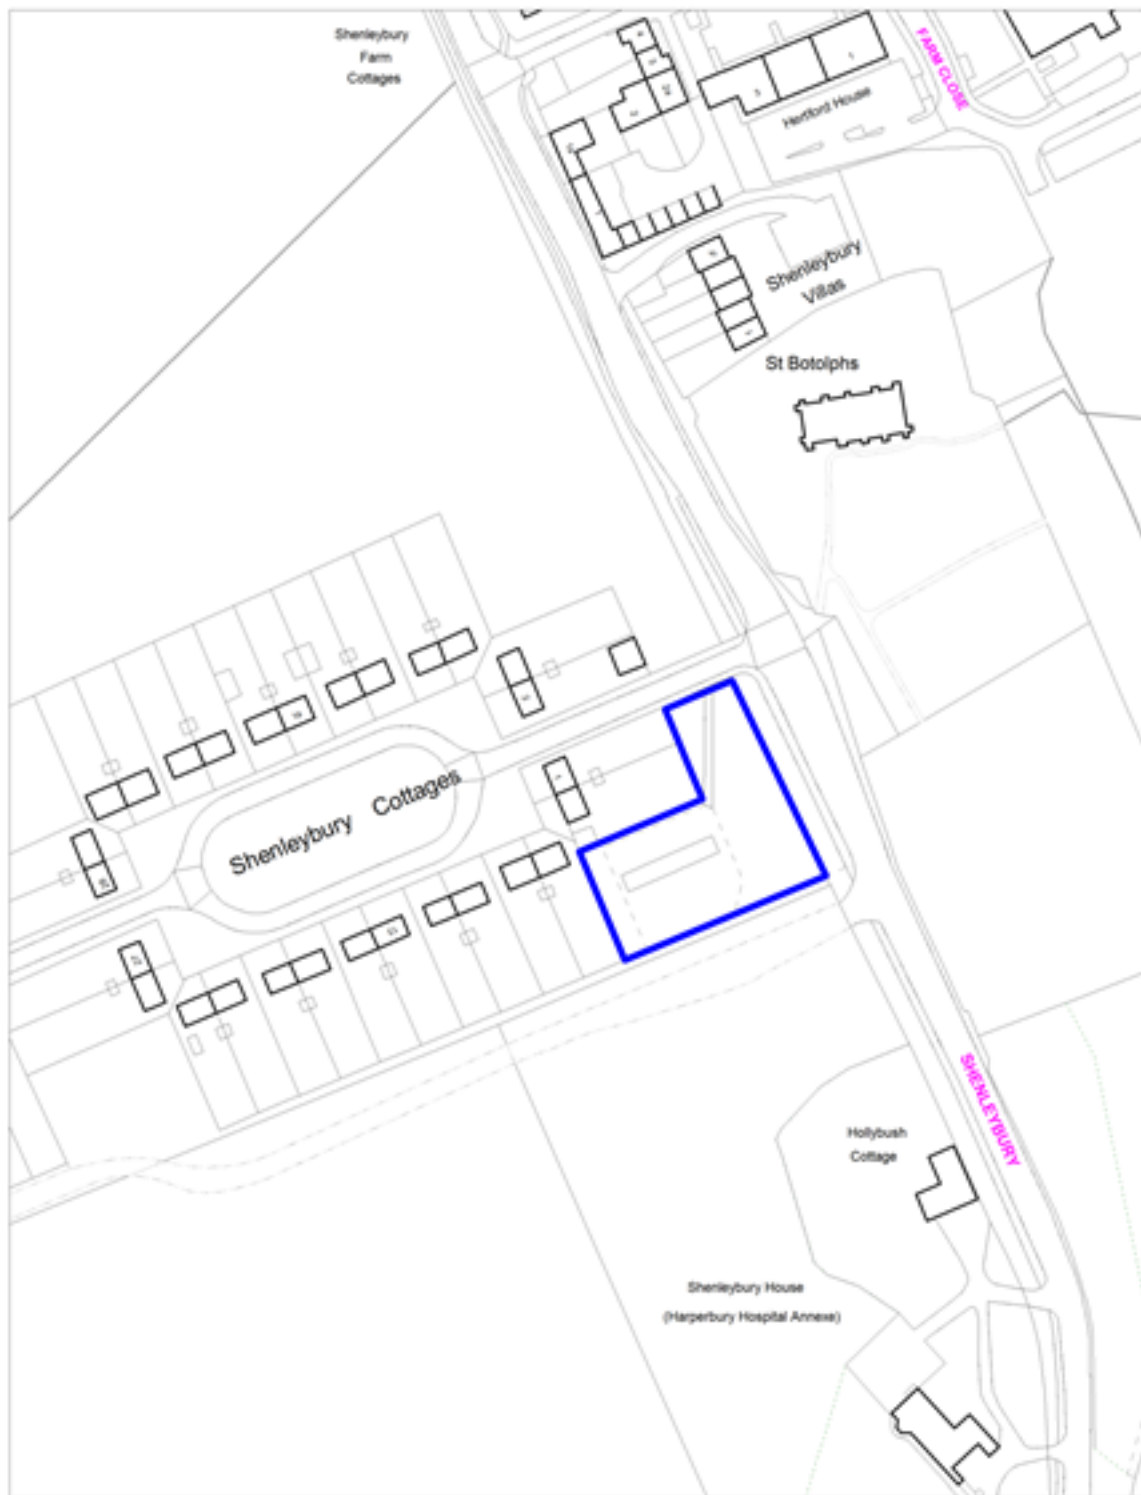 Shenleybury
Farm
Cottages
FARM CLOSE
Hertford House
Shenleybury
Villas
St Botolphs
Shenleybury Cottages
SHENLEYBURY
Hollybush
Cottage
Shenleybury House
(Harperbury Hospital Annexe)